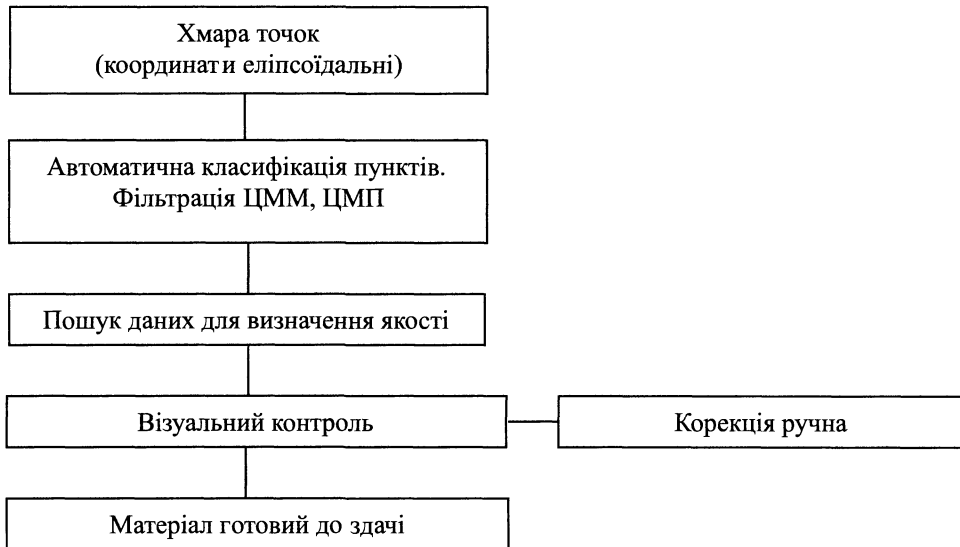 Хмара точок
(координати еліпсоїдальні)
Автоматична класифікація пунктів.
Фільтрація ЦММ, ЦМП
Пошук даних для визначення якості
Візуальний контроль
Корекція ручна
Матеріал готовий до здачі